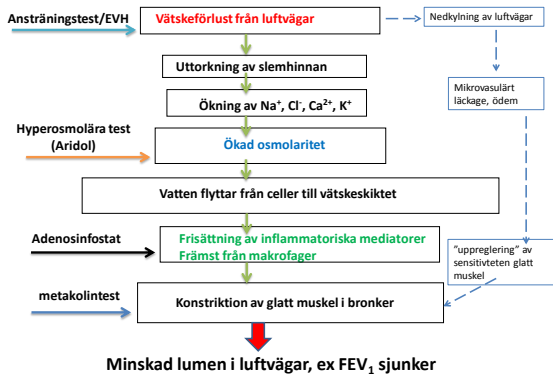 Ansträningstest/EVH
Vätskeförlust från luftvägar
Nedkylning av luftvägar
Uttorkning av slemhinnan
Mikrovasulärt
läckage, ödem
Ökning av Na⁺, Cl⁻, Ca²⁺, K⁺
Hyperosmolära test
(Aridol)
Ökad osmolaritet
Vatten flyttar från celler till vätskeskiktet
Adenosinfostat
Frisättning av inflammatoriska mediatorer
Främst från makrofager
"uppreglering" av
sensitivteten glatt
muskel
metakolintest
Konstriktion av glatt muskel i bronker
Minskad lumen i luftvägar, ex FEV₁ sjunker